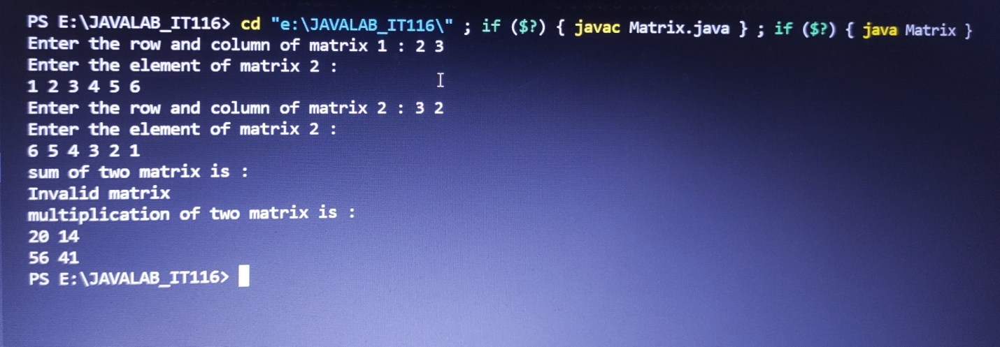 PS E:\JAVALAB_IT116> cd "e:\JAVALAB_IT116\" ; if ($?) { javac Matrix.java } ; if ($?) { java Matrix }
Enter the row and column of matrix 1 : 2 3
Enter the element of matrix 2 :
1 2 3 4 5 6
Enter the row and column of matrix 2 : 3 2
Enter the element of matrix 2 :
6 5 4 3 2 1
sum of two matrix is :
Invalid matrix
multiplication of two matrix is :
20 14
56 41
PS E:\JAVALAB_IT116>